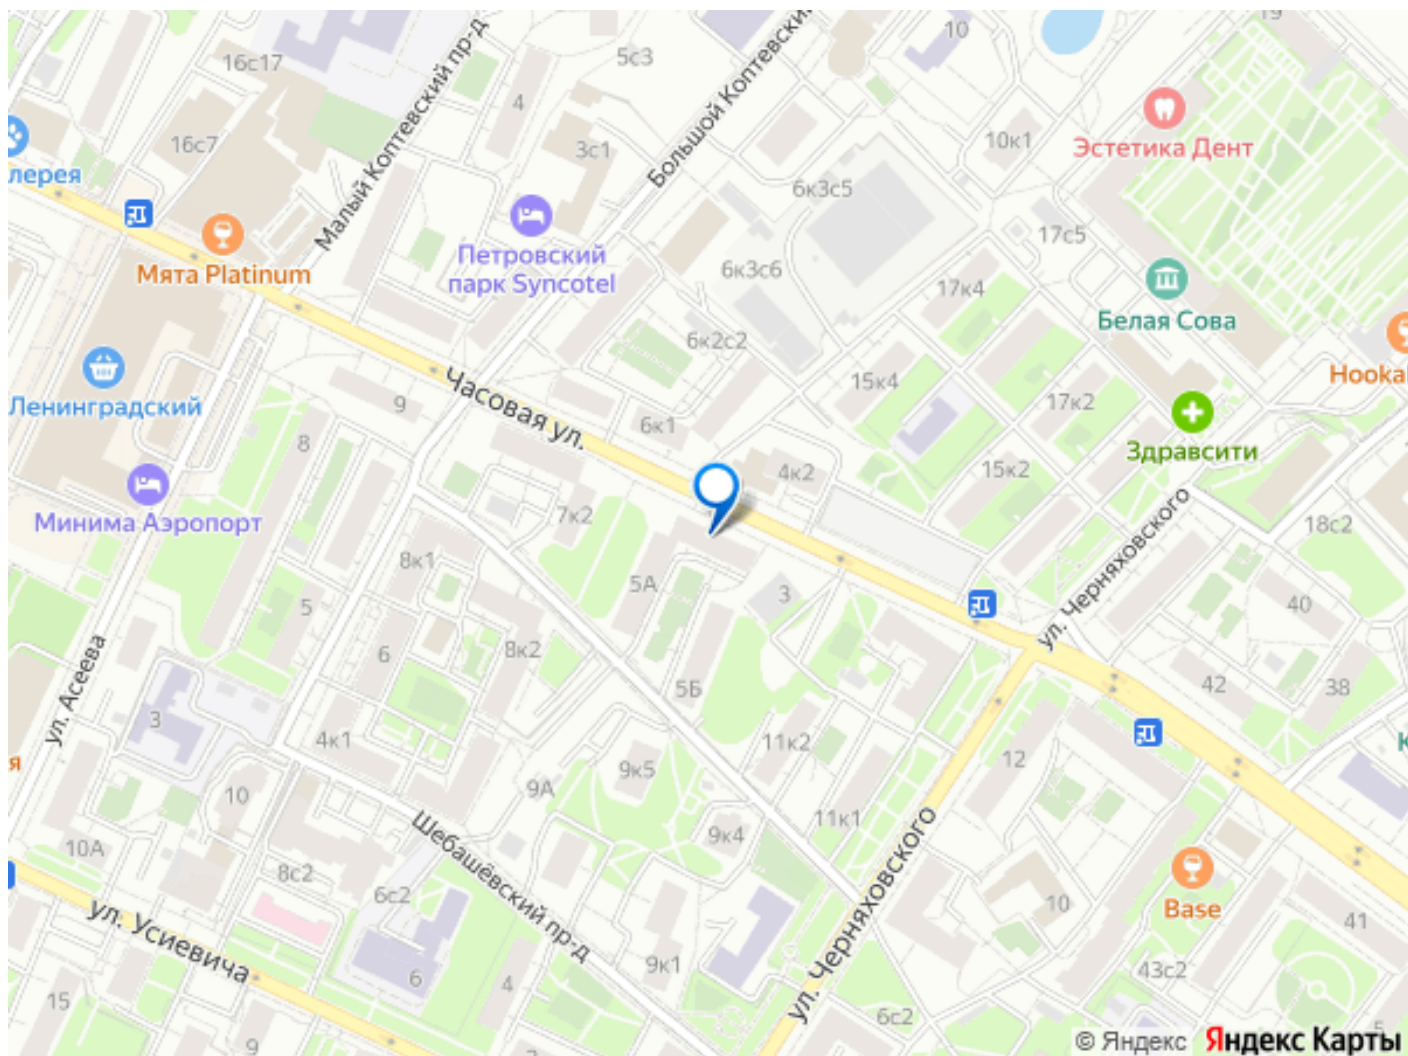 19
10
5с3
16с17
Малый Коптевский пр-д
Большой Коптевский
4
Эстетика Дент
10к1
16с7
3с1
лерея
6к3с5
17с5
Петровский
парк Syncotel
Мята Platinum
6к3с6
17к4
Белая Сова
6к2с2
Hooka
Ленинградский
Часовая ул.
15к4
17к2
9
6к1
8
Здравсити
4к2
15к2
Минима Аэропорт
7к2
ул. Черняховского
18с2
8к1
5А
3
5
40
6
8к2
ул. Асеева
5Б
42
38
3
4к1
11к2
12
К
я
9к5
9А
10
11к1
9к4
10А
Шебашёвский пр-д
8с2
6с2
ул. Черняховского
Base
10
41
ул. Усиевича
9к1
43с2
6
4
15
6с2
9
2
© Яндекс Яндекс Карты